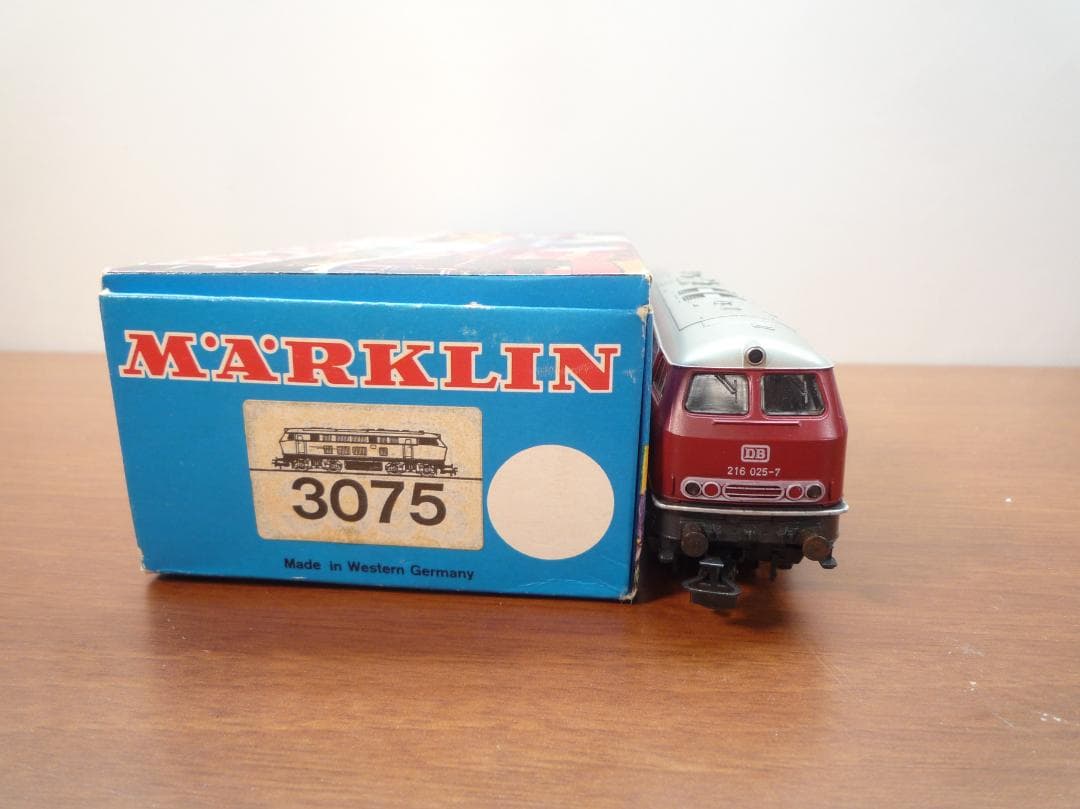 MÄRKLIN
3075
Made in Western Germany
DB
216 025-7